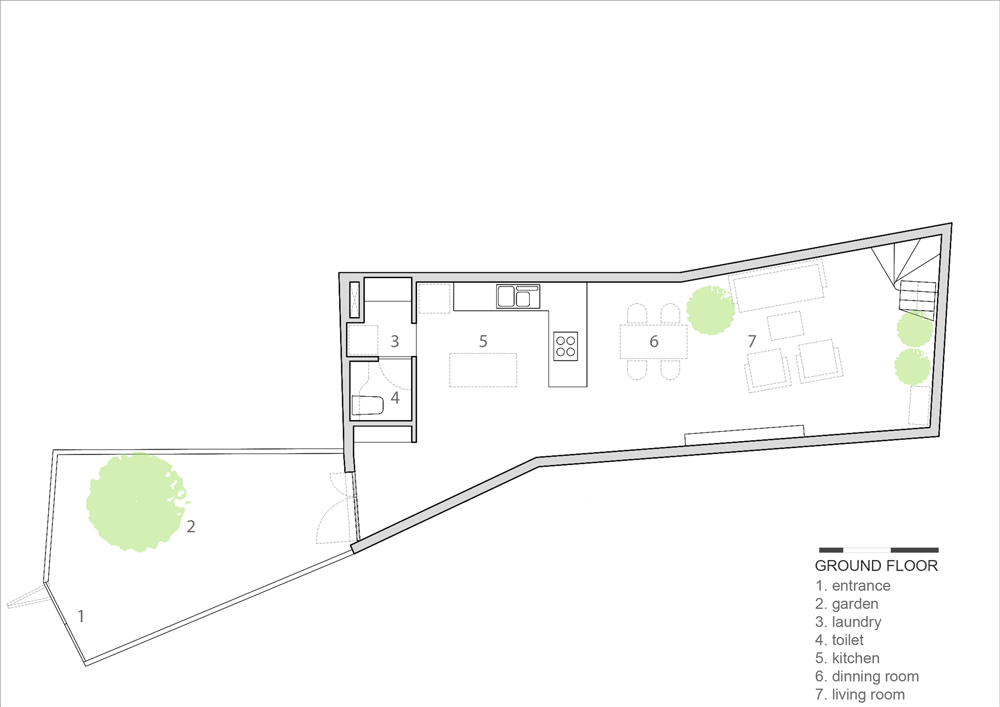 3
5
6
7
4
2
1
GROUND FLOOR
1. entrance
2. garden
3. laundry
4. toilet
5. kitchen
6. dinning room
7. living room